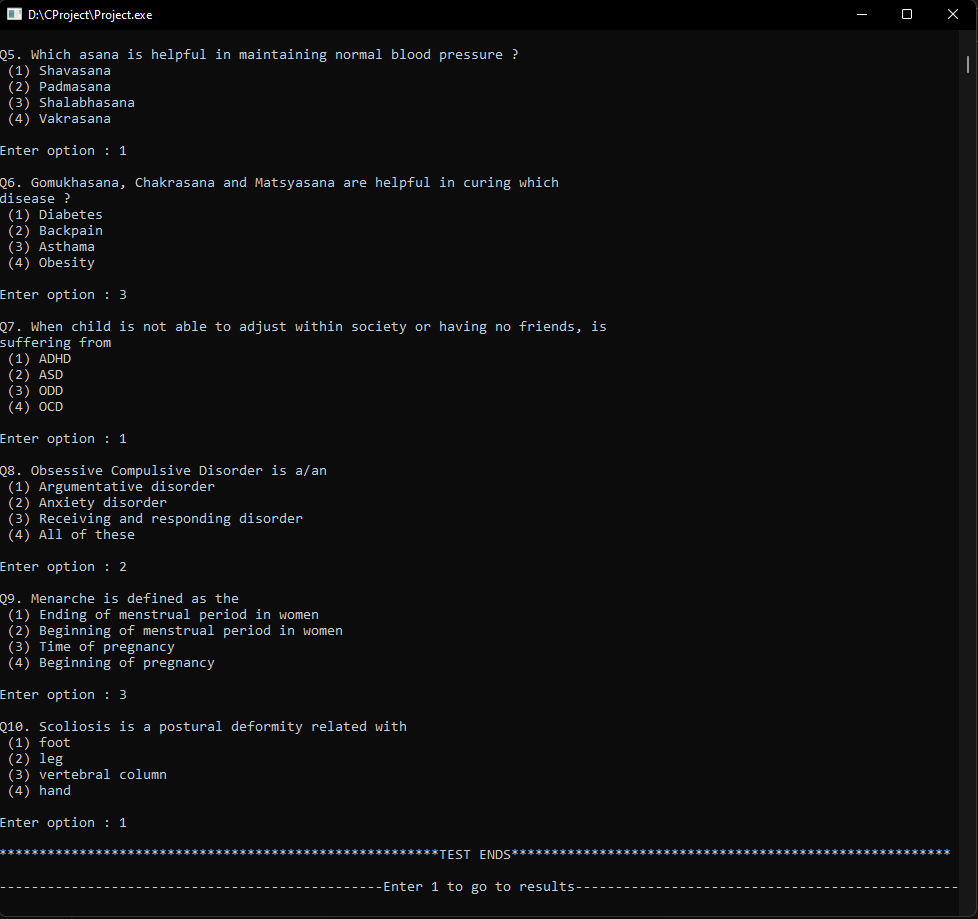 D:\CProject\Project.exe
Q5. Which asana is helpful in maintaining normal blood pressure ?
(1) Shavasana
(2) Padmasana
(3) Shalabhasana
(4) Vakrasana
Enter option : 1
Q6. Gomukhasana, Chakrasana and Matsyasana are helpful in curing which
disease ?
(1) Diabetes
(2) Backpain
(3) Asthama
(4) Obesity
Enter option : 3
Q7. When child is not able to adjust within society or having no friends, is
suffering from
(1) ADHD
(2) ASD
(3) ODD
(4) OCD
Enter option : 1
Q8. Obsessive Compulsive Disorder is a/an
(1) Argumentative disorder
(2) Anxiety disorder
(3) Receiving and responding disorder
(4) All of these
Enter option : 2
Q9. Menarche is defined as the
(1) Ending of menstrual period in women
(2) Beginning of menstrual period in women
(3) Time of pregnancy
(4) Beginning of pregnancy
Enter option : 3
Q10. Scoliosis is a postural deformity related with
(1) foot
(2) leg
(3) vertebral column
(4) hand
Enter option : 1
*******************************************************TEST ENDS*******************************************************
------------------------------------------------Enter 1 to go to results------------------------------------------------